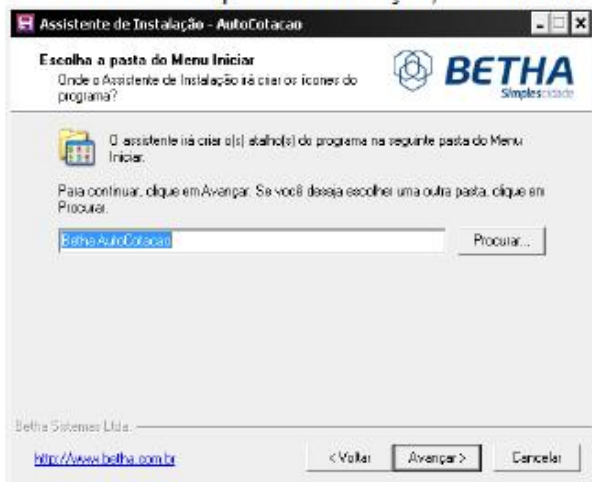 Assistente de Instalação - AutoCotacao
Escolha a pasta do Menu Iniciar
Onde o Assistente de Instalação irá criar os ícones do
programa?
BETHA
Simplescidade
O assistente irá criar o(s) atalho(s) do programa na seguinte pasta do Menu
Iniciar.
Para continuar, clique em Avançar. Se você deseja escolher uma outra pasta, clique em
Procurar.
Betha AutoCotacao
Procurar...
Betha Sistemas Ltda.
http://www.betha.com.br
< Voltar
Avançar >
Cancelar